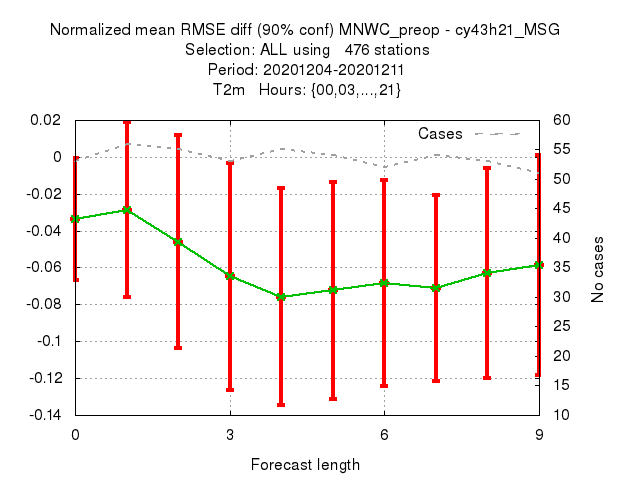 Normalized mean RMSE diff (90% conf) MNWC_preop - cy43h21_MSG
Selection: ALL using 476 stations
Period: 20201204-20201211
T2m Hours: {00,03,...,21}
0.02
0
-0.02
-0.04
-0.06
-0.08
-0.1
-0.12
-0.14
Cases
60
55
50
45
40
35
30
25
20
15
10
No cases
0 3 6 9
Forecast length